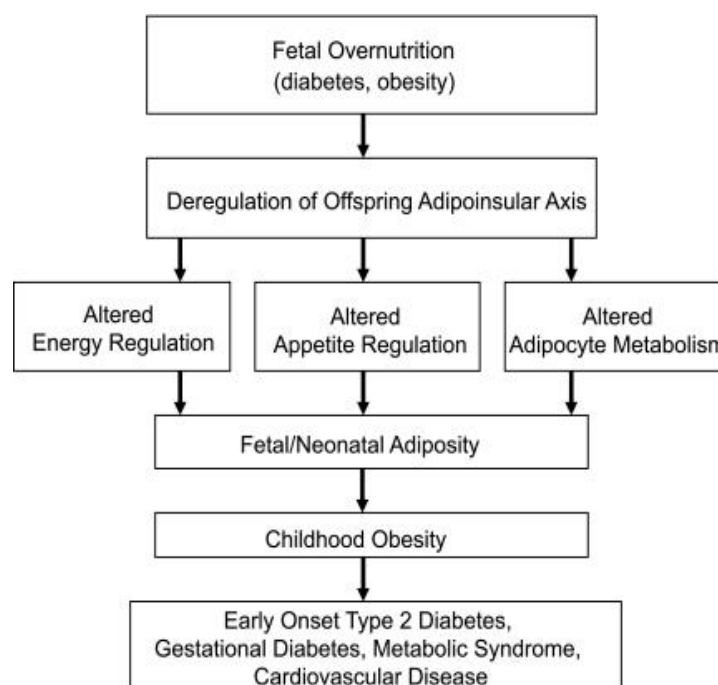 Fetal Overnutrition
(diabetes, obesity)
Deregulation of Offspring Adipoinsular Axis
Altered
Energy Regulation
Altered
Appetite Regulation
Altered
Adipocyte Metabolism
Fetal/Neonatal Adiposity
Childhood Obesity
Early Onset Type 2 Diabetes,
Gestational Diabetes, Metabolic Syndrome,
Cardiovascular Disease